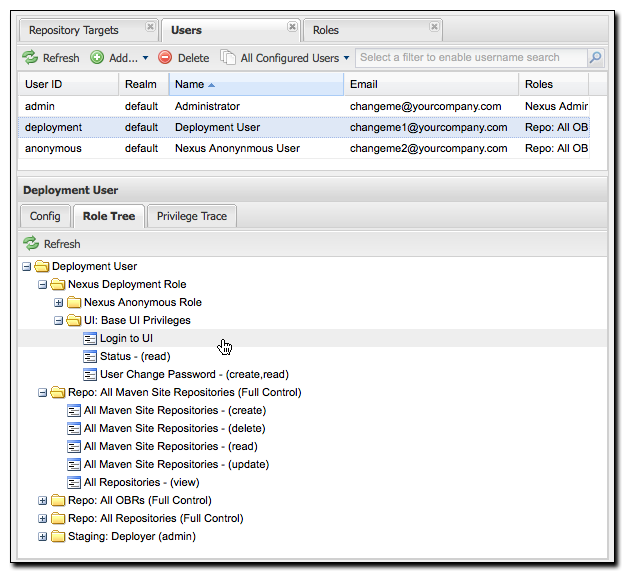 Repository Targets Users Roles
Refresh Add... Delete All Configured Users Select a filter to enable username search
User ID Realm Name Email Roles
admin default Administrator changeme@yourcompany.com Nexus Admir
deployment default Deployment User changeme1@yourcompany.com Repo: All OB
anonymous default Nexus Anonynmous User changeme2@yourcompany.com Repo: All OB
Deployment User
Config Role Tree Privilege Trace
Refresh
Deployment User
Nexus Deployment Role
Nexus Anonymous Role
UI: Base UI Privileges
Login to UI
Status - (read)
User Change Password - (create,read)
Repo: All Maven Site Repositories (Full Control)
All Maven Site Repositories - (create)
All Maven Site Repositories - (delete)
All Maven Site Repositories - (read)
All Maven Site Repositories - (update)
All Repositories - (view)
Repo: All OBRs (Full Control)
Repo: All Repositories (Full Control)
Staging: Deployer (admin)